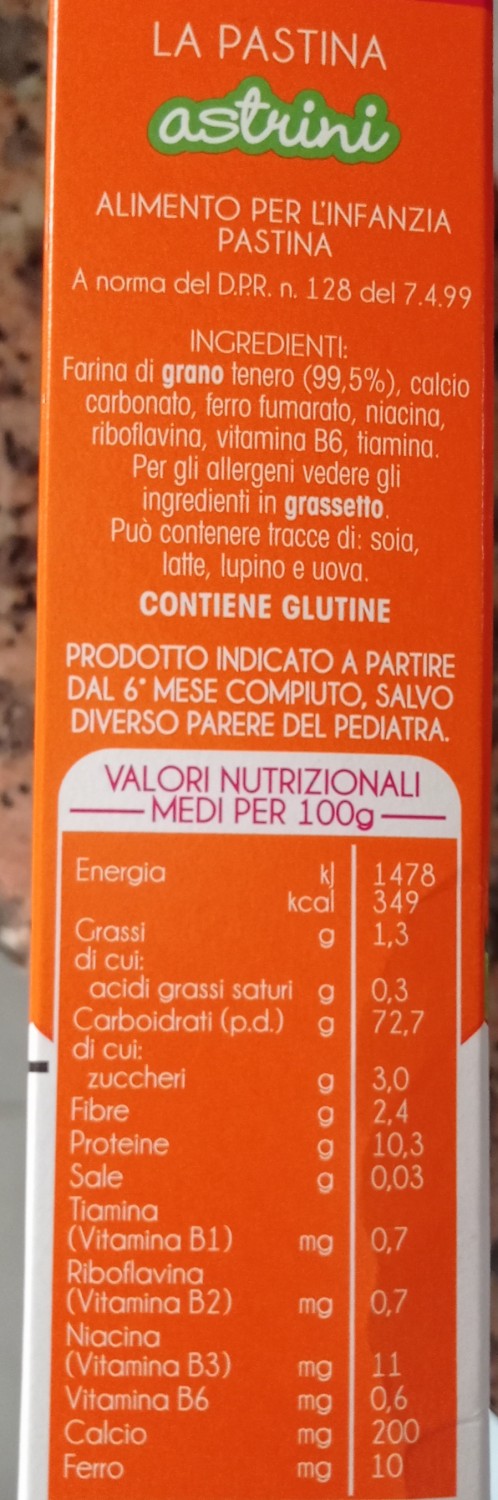 LA PASTINA
astrini
ALIMENTO PER L'INFANZIA
PASTINA
A norma del D.P.R. n. 128 del 7.4.99
INGREDIENTI:
Farina di grano tenero (99,5%), calcio
carbonato, ferro fumarato, niacina,
riboflavina, vitamina B6, tiamina.
Per gli allergeni vedere gli
ingredienti in grassetto.
Può contenere tracce di: soia,
latte, lupino e uova.
CONTIENE GLUTINE
PRODOTTO INDICATO A PARTIRE
DAL 6° MESE COMPIUTO, SALVO
DIVERSO PARERE DEL PEDIATRA.
VALORI NUTRIZIONALI
MEDI PER 100g
Energia kJ 1478
kcal 349
Grassi g 1,3
di cui:
acidi grassi saturi g 0,3
Carboidrati (p.d.) g 72,7
di cui:
zuccheri g 3,0
Fibre g 2,4
Proteine g 10,3
Sale g 0,03
Tiamina
(Vitamina B1) mg 0,7
Riboflavina
(Vitamina B2) mg 0,7
Niacina
(Vitamina B3) mg 11
Vitamina B6 mg 0,6
Calcio mg 200
Ferro mg 10